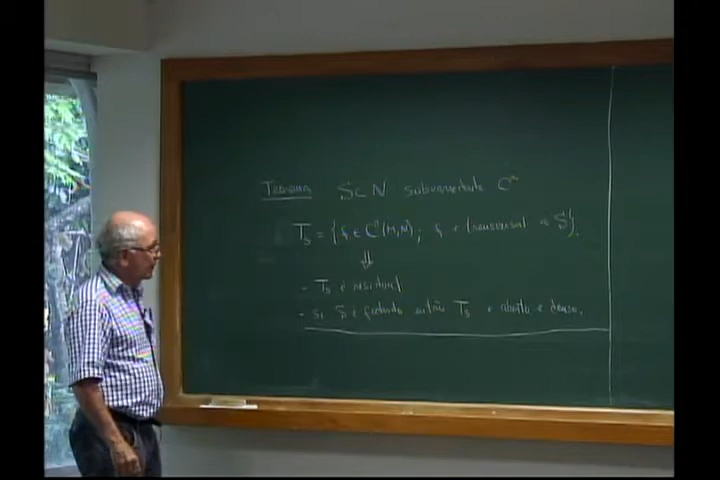 Teorema S ⊂ N subvariedade C^∞
T_S = { f ∈ C^∞(M,N) ; f é transversal a S }.
⇓
- T_S é residual
- se S é fechado então T_S é aberto e denso.